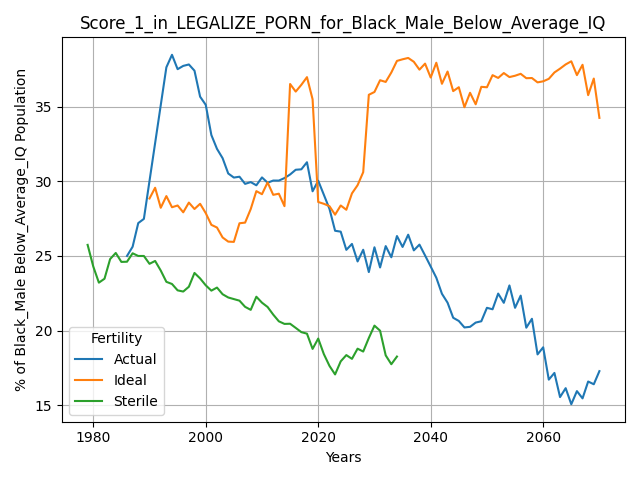 Score_1_in_LEGALIZE_PORN_for_Black_Male_Below_Average_IQ
% of Black_Male Below_Average_IQ Population
35
30
25
20
15
Fertility
Actual
Ideal
Sterile
1980
2000
2020
2040
2060
Years